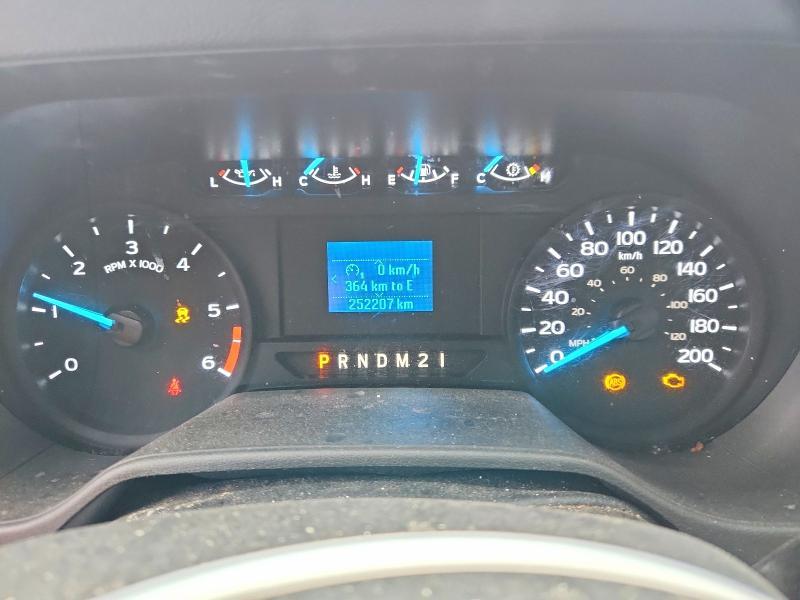 L H C H E F C H
0 1 2 3 4 5 6
RPM X 1000
0 km/h
364 km to E
252207 km
P R N D M 2 1
0 20 40 60 80 100 120 140 160 180 200
km/h
20 40 60 80 100 120
MPH
ABS